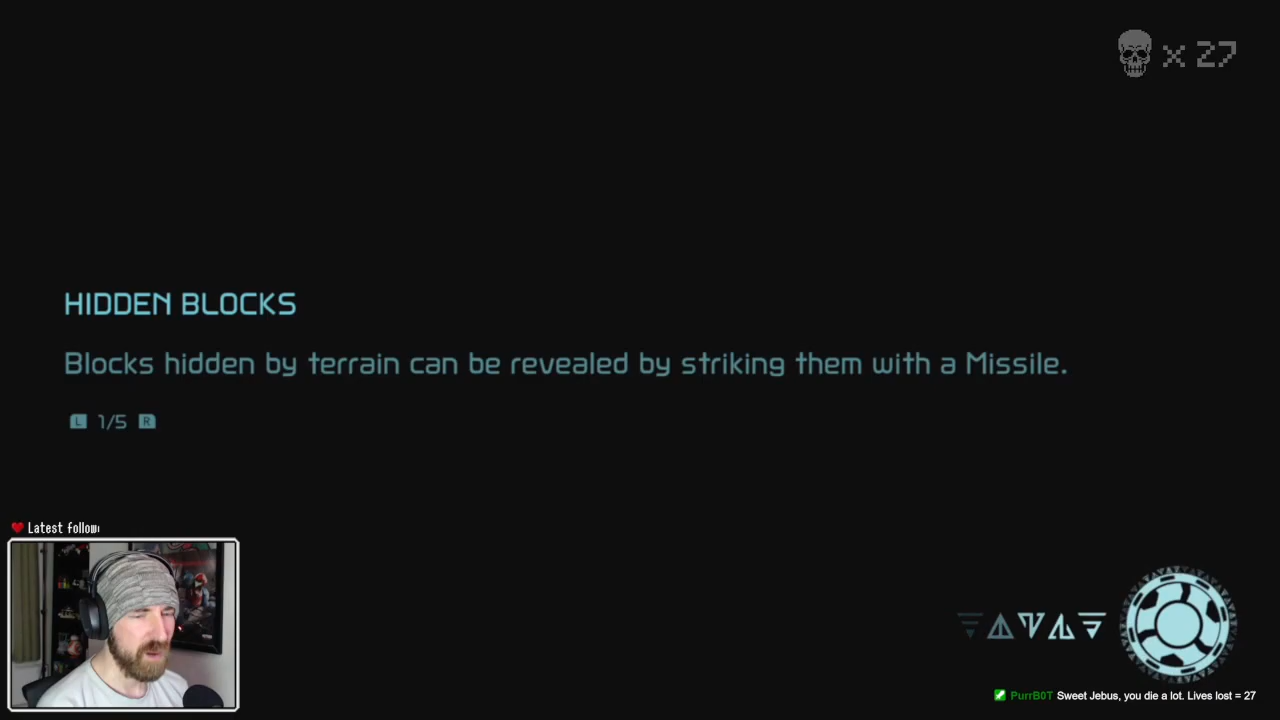 x 27
HIDDEN BLOCKS
Blocks hidden by terrain can be revealed by striking them with a Missile.
L 1/5 R
Latest follow
PurrB0T Sweet Jebus, you die a lot. Lives lost = 27